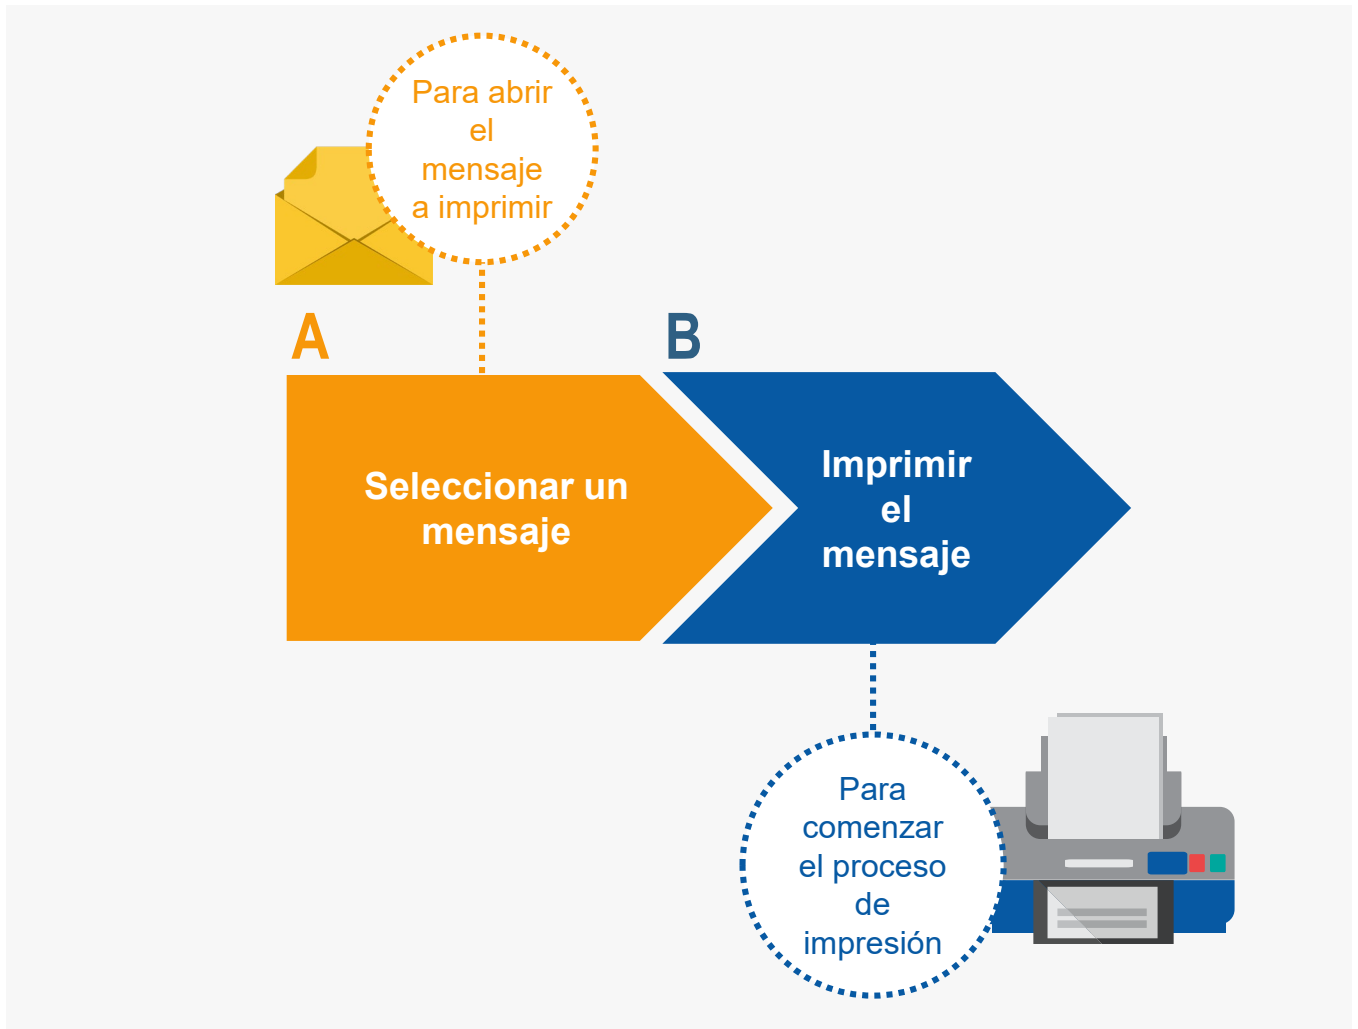 Para abrir
el
mensaje
a imprimir
A
B
Seleccionar un
mensaje
Imprimir
el
mensaje
Para
comenzar
el proceso
de
impresión